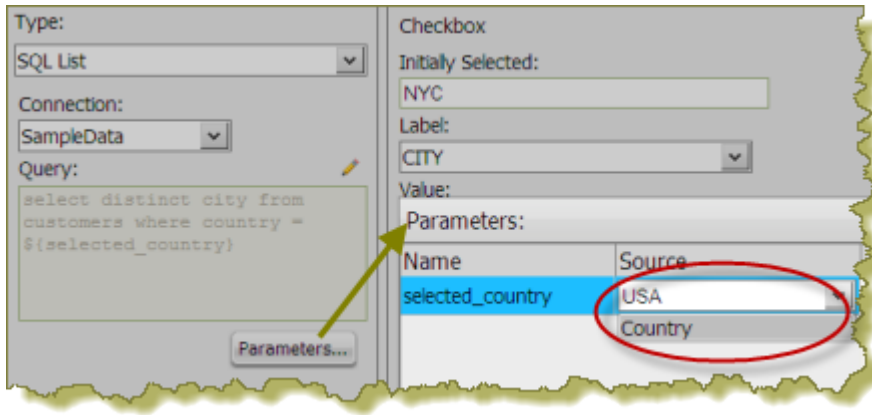 Type:
SQL List
Connection:
SampleData
Query:
select distinct city from
customers where country =
${selected_country}
Parameters...
Checkbox
Initially Selected:
NYC
Label:
CITY
Value:
Parameters:
Name Source
selected_country USA
Country